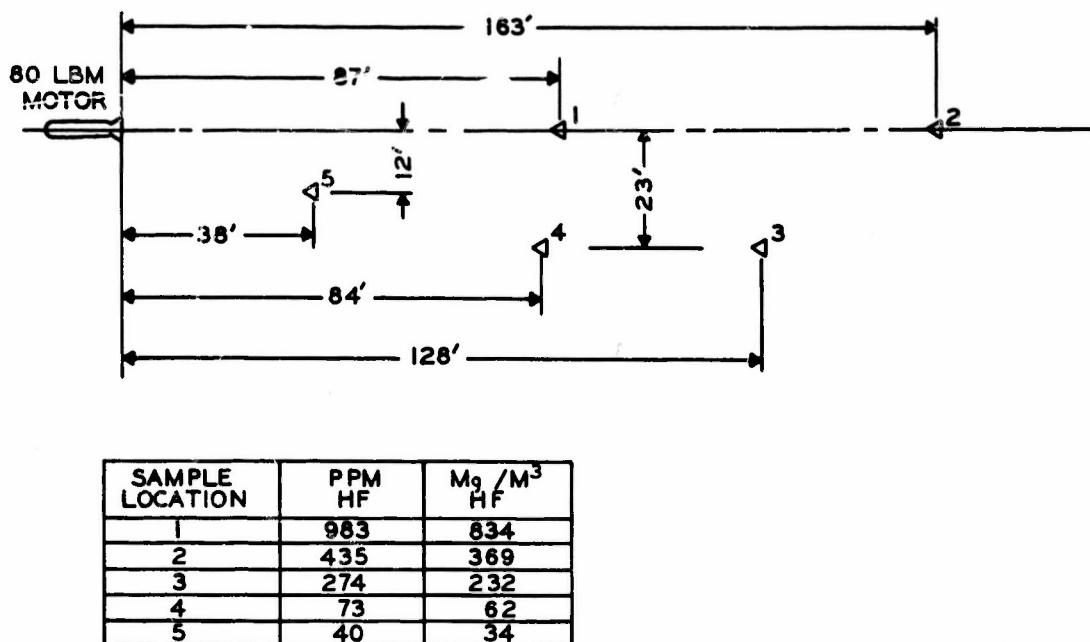 163'
87'
80 LBM
MOTOR
1
2
12'
23'
5
38'
4
3
84'
128'
SAMPLE LOCATION | PPM HF | Mg/M³ HF
1 | 983 | 834
2 | 435 | 369
3 | 274 | 232
4 | 73 | 62
5 | 40 | 34